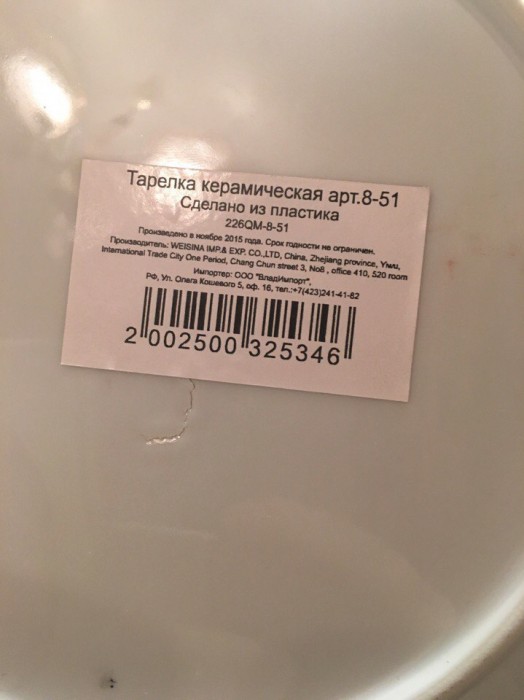 Тарелка керамическая арт.8-51
Сделано из пластика
226QM-8-51
Произведено в ноябре 2015 года. Срок годности не ограничен.
Производитель: WEISINA IMP.& EXP. CO.,LTD, China, Zhejiang province, Yiwu,
International Trade City One Period, Chang Chun street 3, No8 , office 410, 520 room
Импортер: ООО "ВладИмпорт",
РФ, Ул. Олега Кошевого 5, оф. 16, тел.:+7(423)241-41-62
2 002500 325346